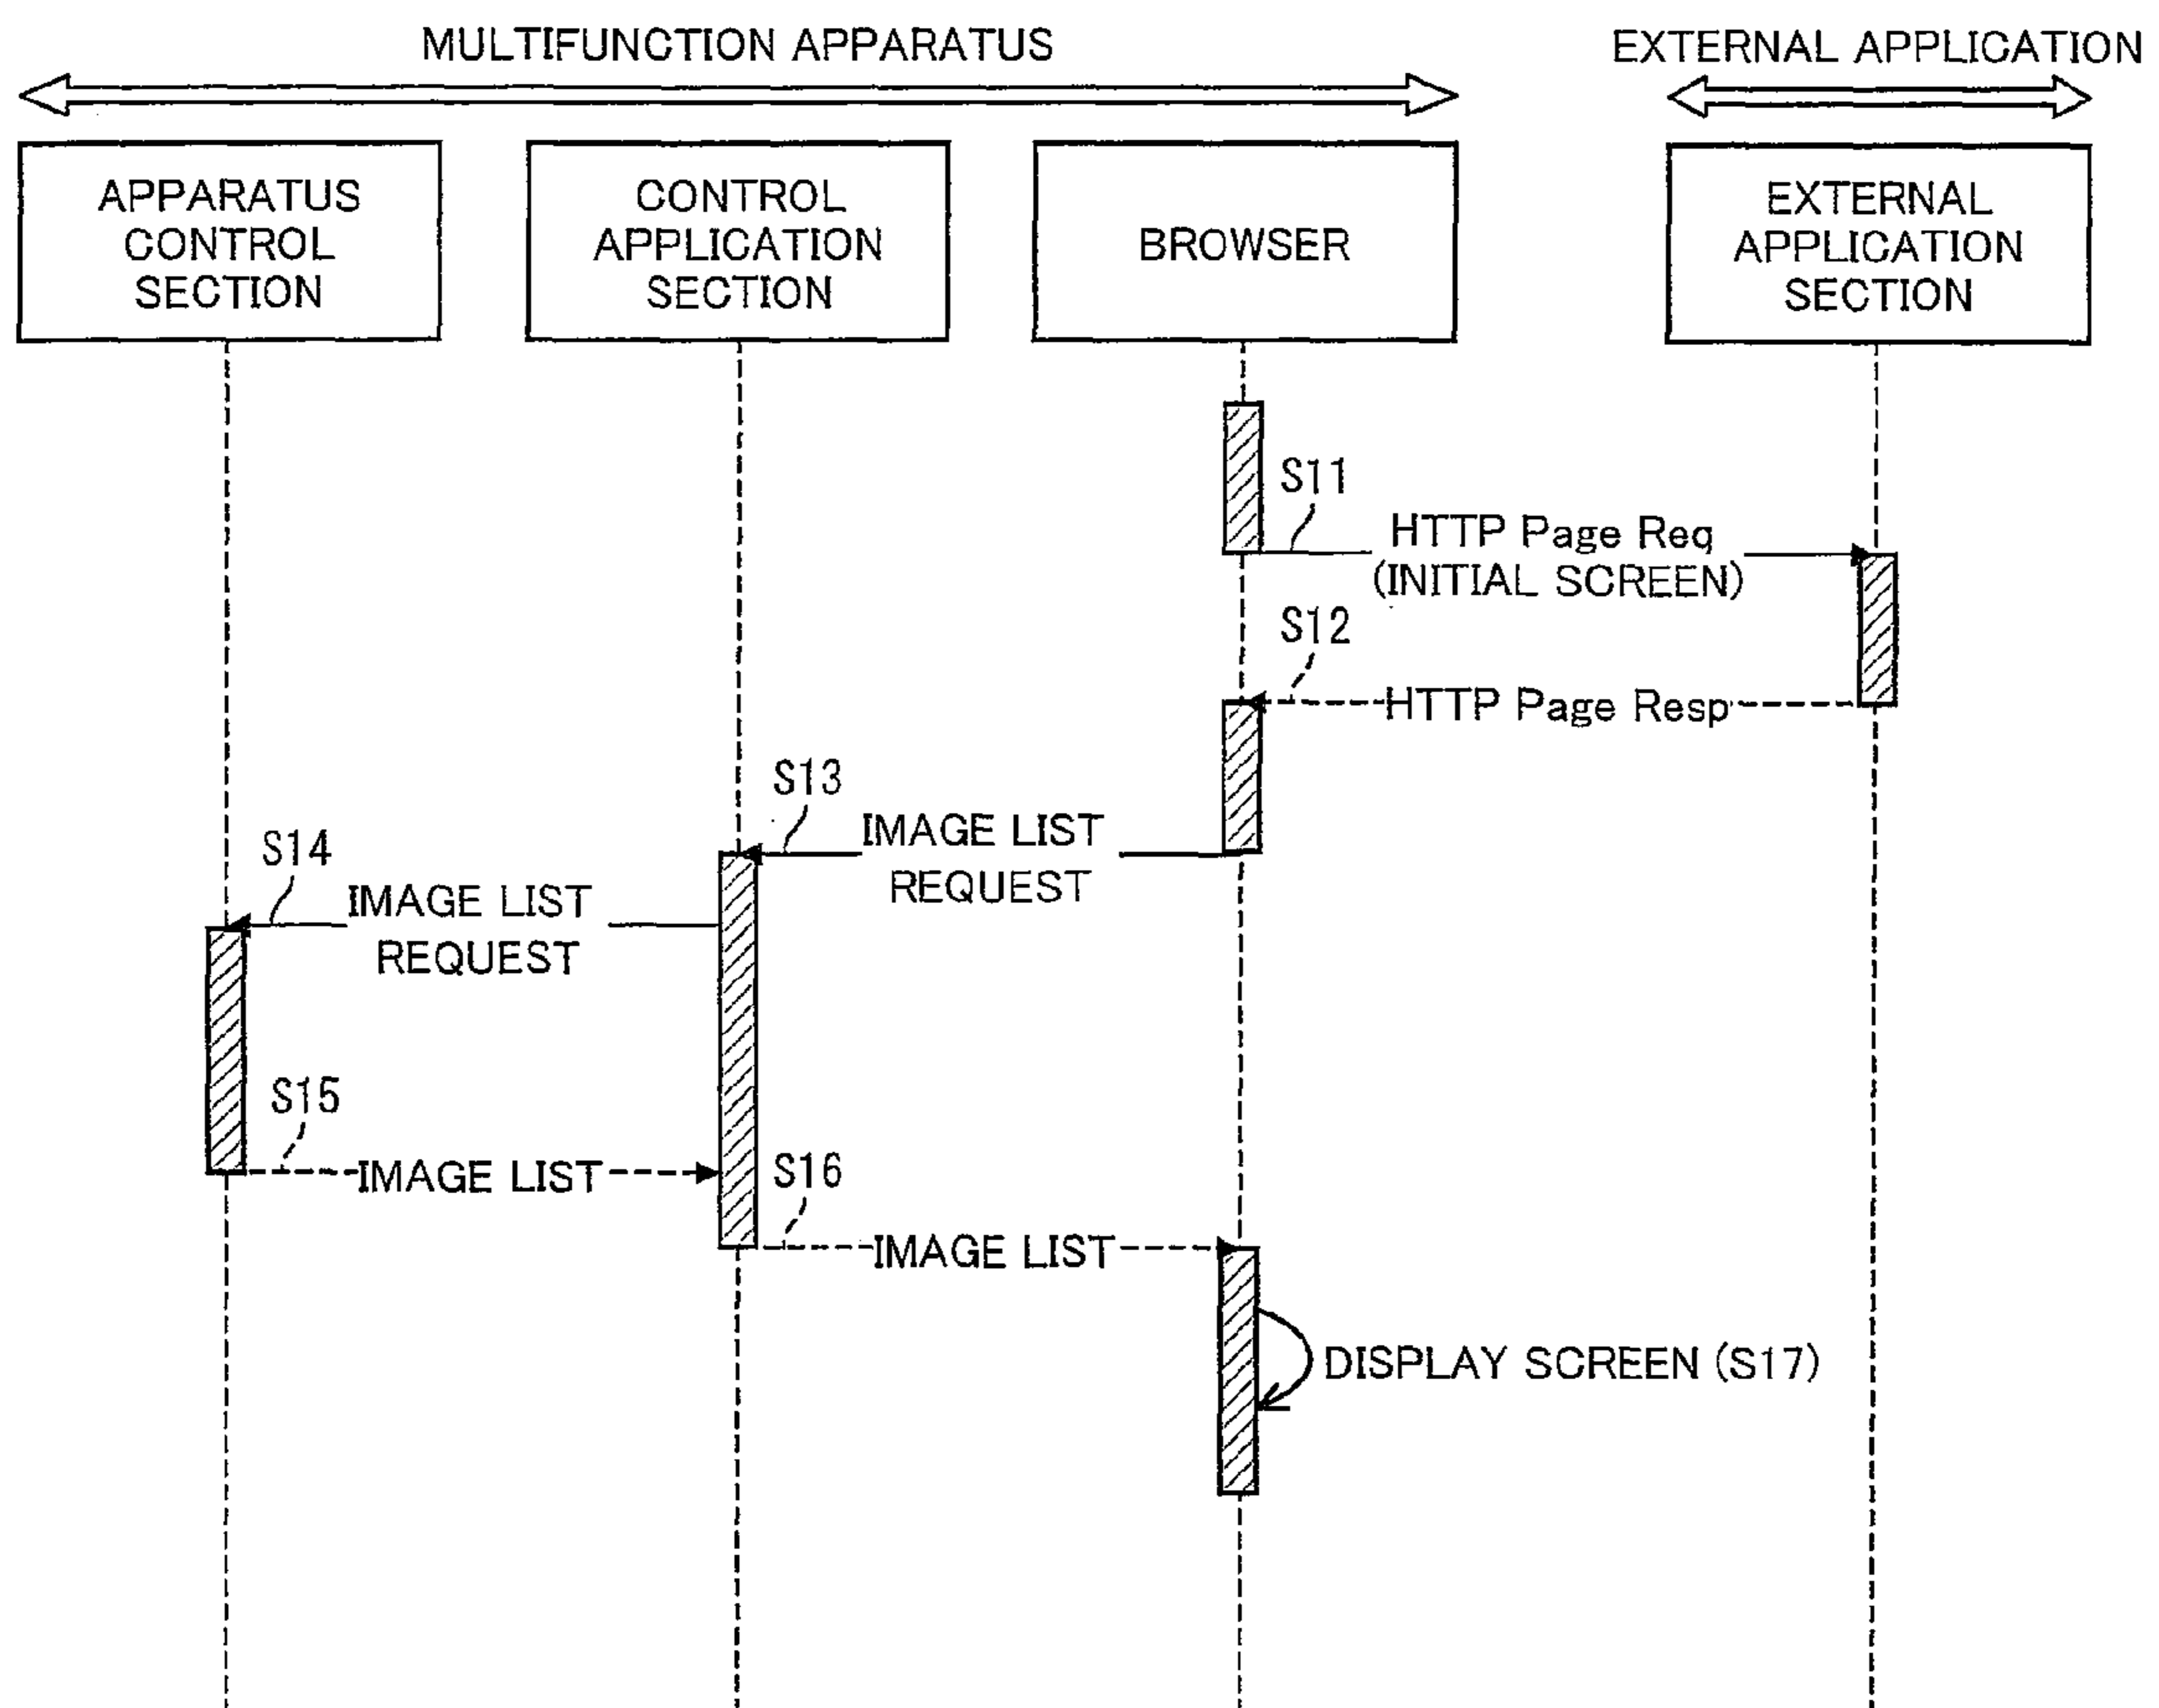 MULTIFUNCTION APPARATUS
EXTERNAL APPLICATION
APPARATUS
CONTROL
SECTION
CONTROL
APPLICATION
SECTION
BROWSER
EXTERNAL
APPLICATION
SECTION
S11
HTTP Page Req
(INITIAL SCREEN)
S12
HTTP Page Resp
S13
IMAGE LIST
REQUEST
S14
IMAGE LIST
REQUEST
S15
IMAGE LIST
S16
IMAGE LIST
DISPLAY SCREEN (S17)